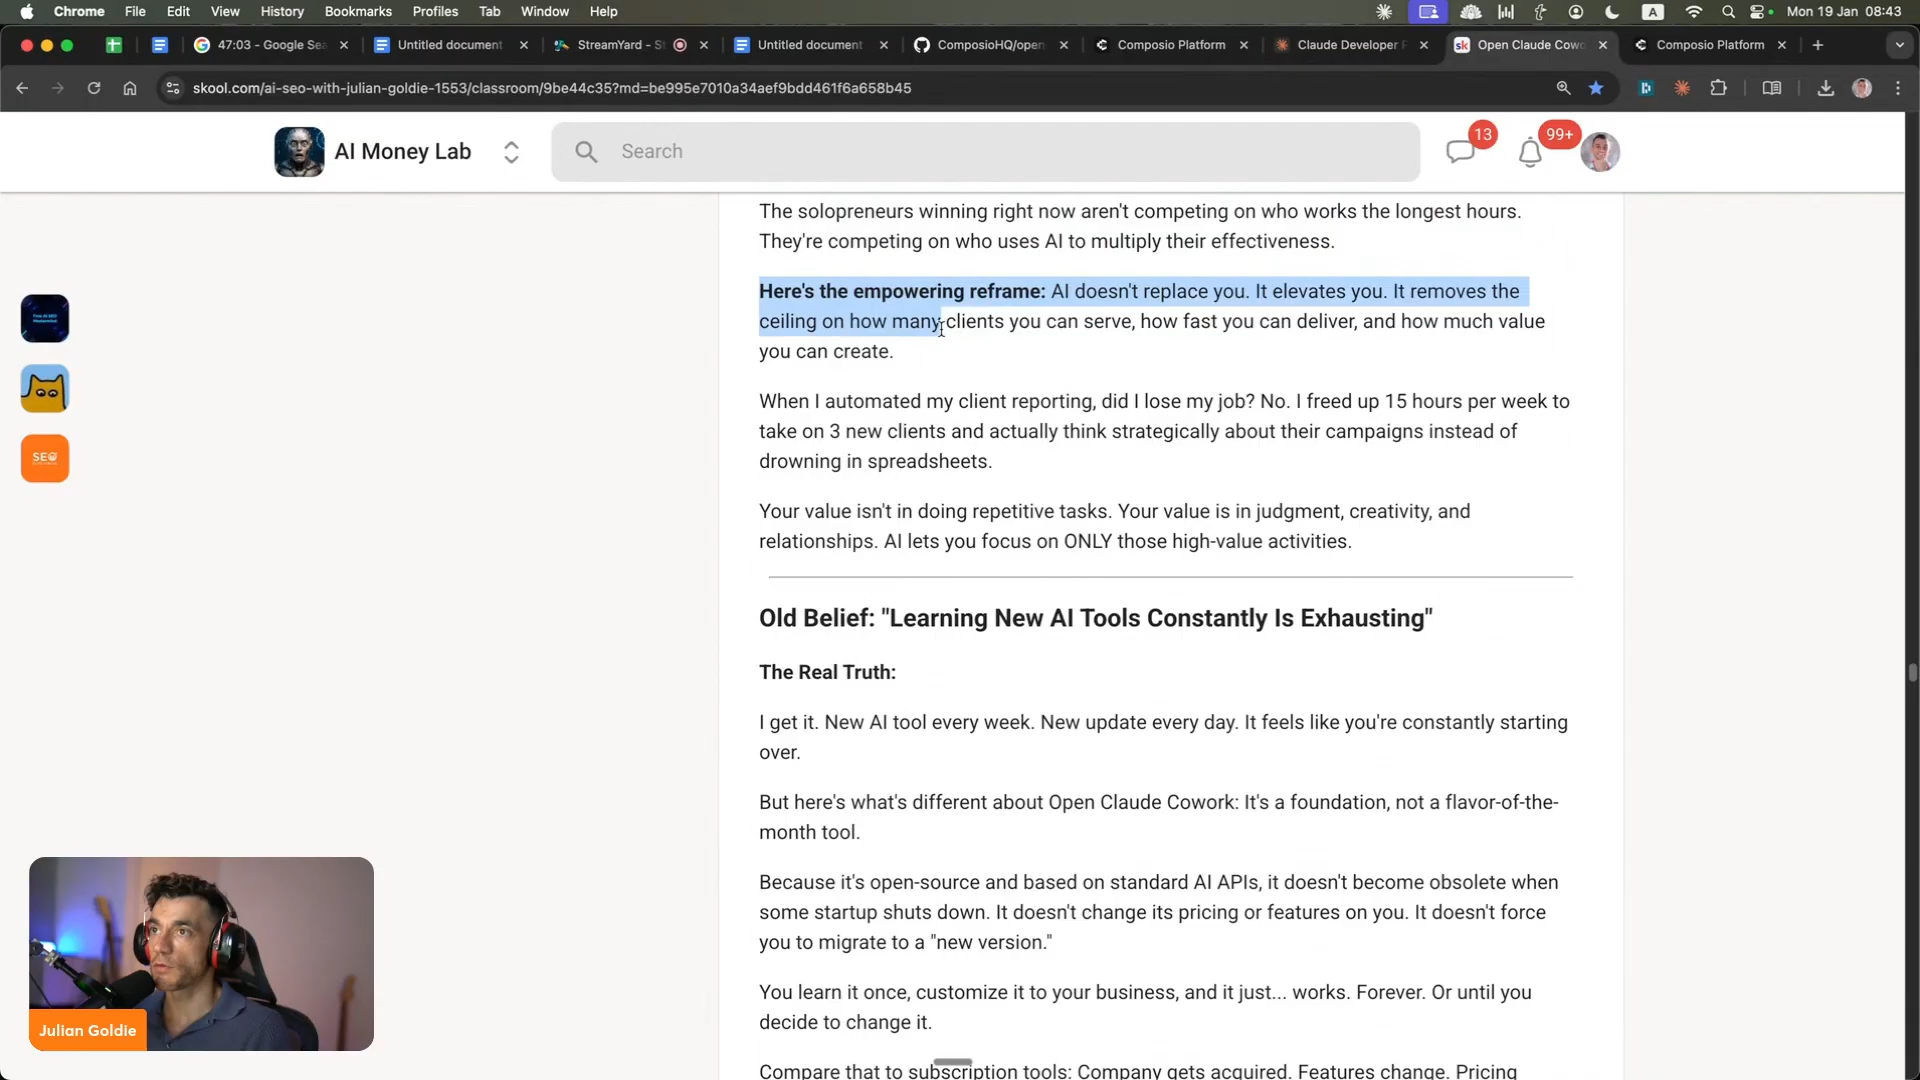 Chrome File Edit View History Bookmarks Profiles Tab Window Help A Mon 19 Jan 08:43
47:03 - Google Sea Untitled document StreamYard - S Untitled document ComposioHQ/open Composio Platform Claude Developer P Open Claude Cowo Composio Platform
skool.com/ai-seo-with-julian-goldie-1553/classroom/9be44c35?md=be995e7010a34aef9bdd461f6a658b45
AI Money Lab Search 13 99+
The solopreneurs winning right now aren't competing on who works the longest hours.
They're competing on who uses AI to multiply their effectiveness.
Here's the empowering reframe: AI doesn't replace you. It elevates you. It removes the
ceiling on how many clients you can serve, how fast you can deliver, and how much value
you can create.
When I automated my client reporting, did I lose my job? No. I freed up 15 hours per week to
take on 3 new clients and actually think strategically about their campaigns instead of
drowning in spreadsheets.
Your value isn't in doing repetitive tasks. Your value is in judgment, creativity, and
relationships. AI lets you focus on ONLY those high-value activities.
Old Belief: "Learning New AI Tools Constantly Is Exhausting"
The Real Truth:
I get it. New AI tool every week. New update every day. It feels like you're constantly starting
over.
But here's what's different about Open Claude Cowork: It's a foundation, not a flavor-of-the-
month tool.
Because it's open-source and based on standard AI APIs, it doesn't become obsolete when
some startup shuts down. It doesn't change its pricing or features on you. It doesn't force
you to migrate to a "new version."
You learn it once, customize it to your business, and it just... works. Forever. Or until you
decide to change it.
Compare that to subscription tools: Company gets acquired. Features change. Pricing
Julian Goldie